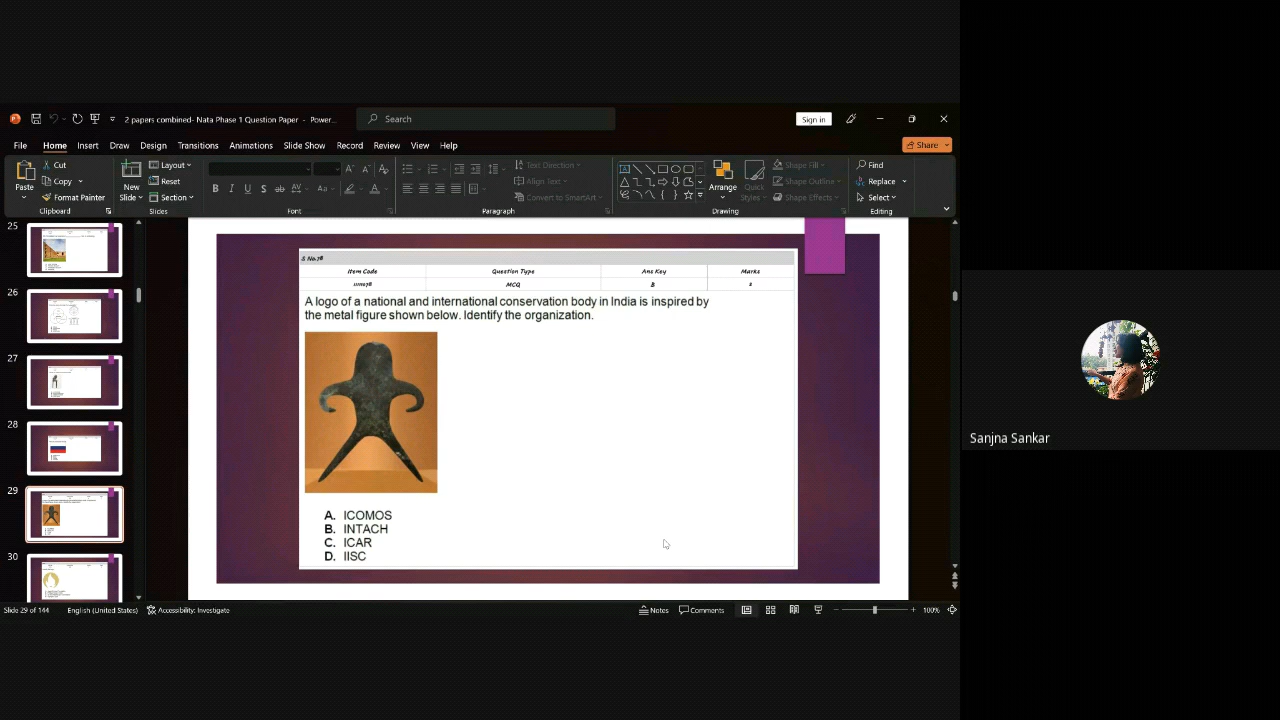 2 papers combined- Nata Phase 1 Question Paper - Power...
Search
Sign in
File Home Insert Draw Design Transitions Animations Slide Show Record Review View Help
Share
Paste
Cut
Copy
Format Painter
Clipboard
New Slide
Layout
Reset
Section
Slides
B I U S ab AV Aa A
Font
Text Direction
Align Text
Convert to SmartArt
Paragraph
Arrange
Quick Styles
Shape Fill
Shape Outline
Shape Effects
Drawing
Find
Replace
Select
Editing
25
26
27
28
29
30
S No.78
Item Code Question Type Ans Key Marks
MCQ B
A logo of a national and international conservation body in India is inspired by
the metal figure shown below. Identify the organization.
A. ICOMOS
B. INTACH
C. ICAR
D. IISC
Sanjna Sankar
Slide 29 of 144 English (United States) Accessibility: Investigate Notes Comments 100%